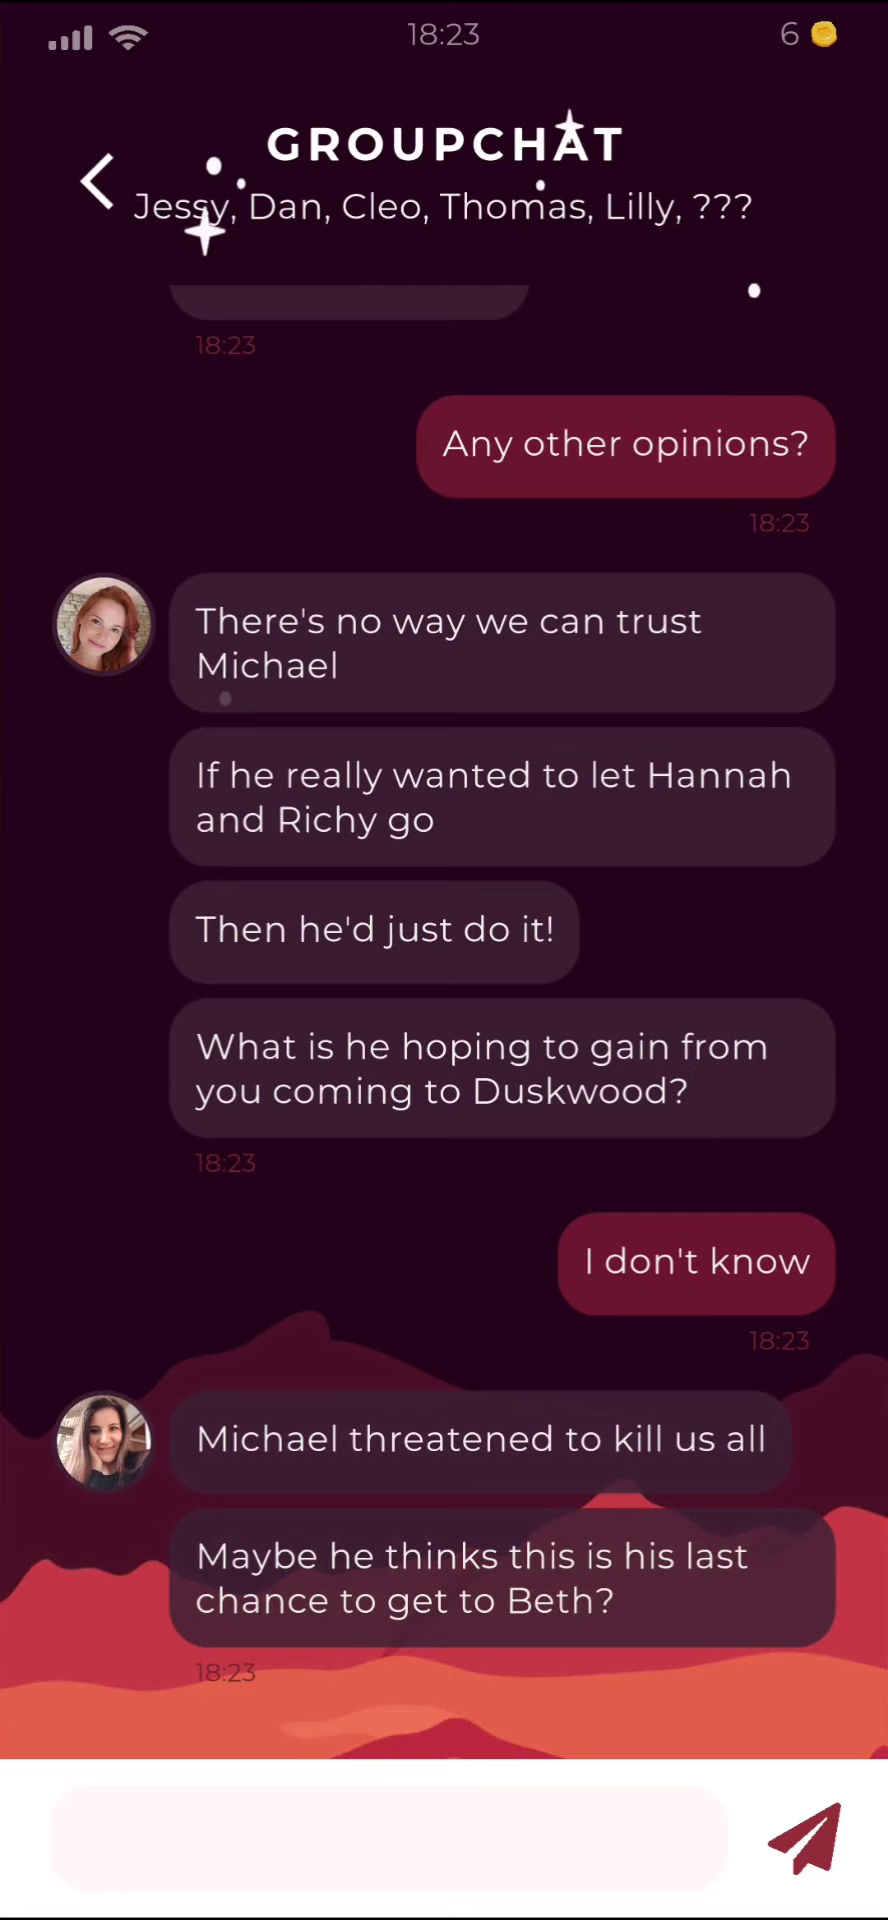 18:23
6
GROUPCHAT
Jessy, Dan, Cleo, Thomas, Lilly, ???
18:23
Any other opinions?
18:23
There's no way we can trust
Michael
If he really wanted to let Hannah
and Richy go
Then he'd just do it!
What is he hoping to gain from
you coming to Duskwood?
18:23
I don't know
18:23
Michael threatened to kill us all
Maybe he thinks this is his last
chance to get to Beth?
18:23